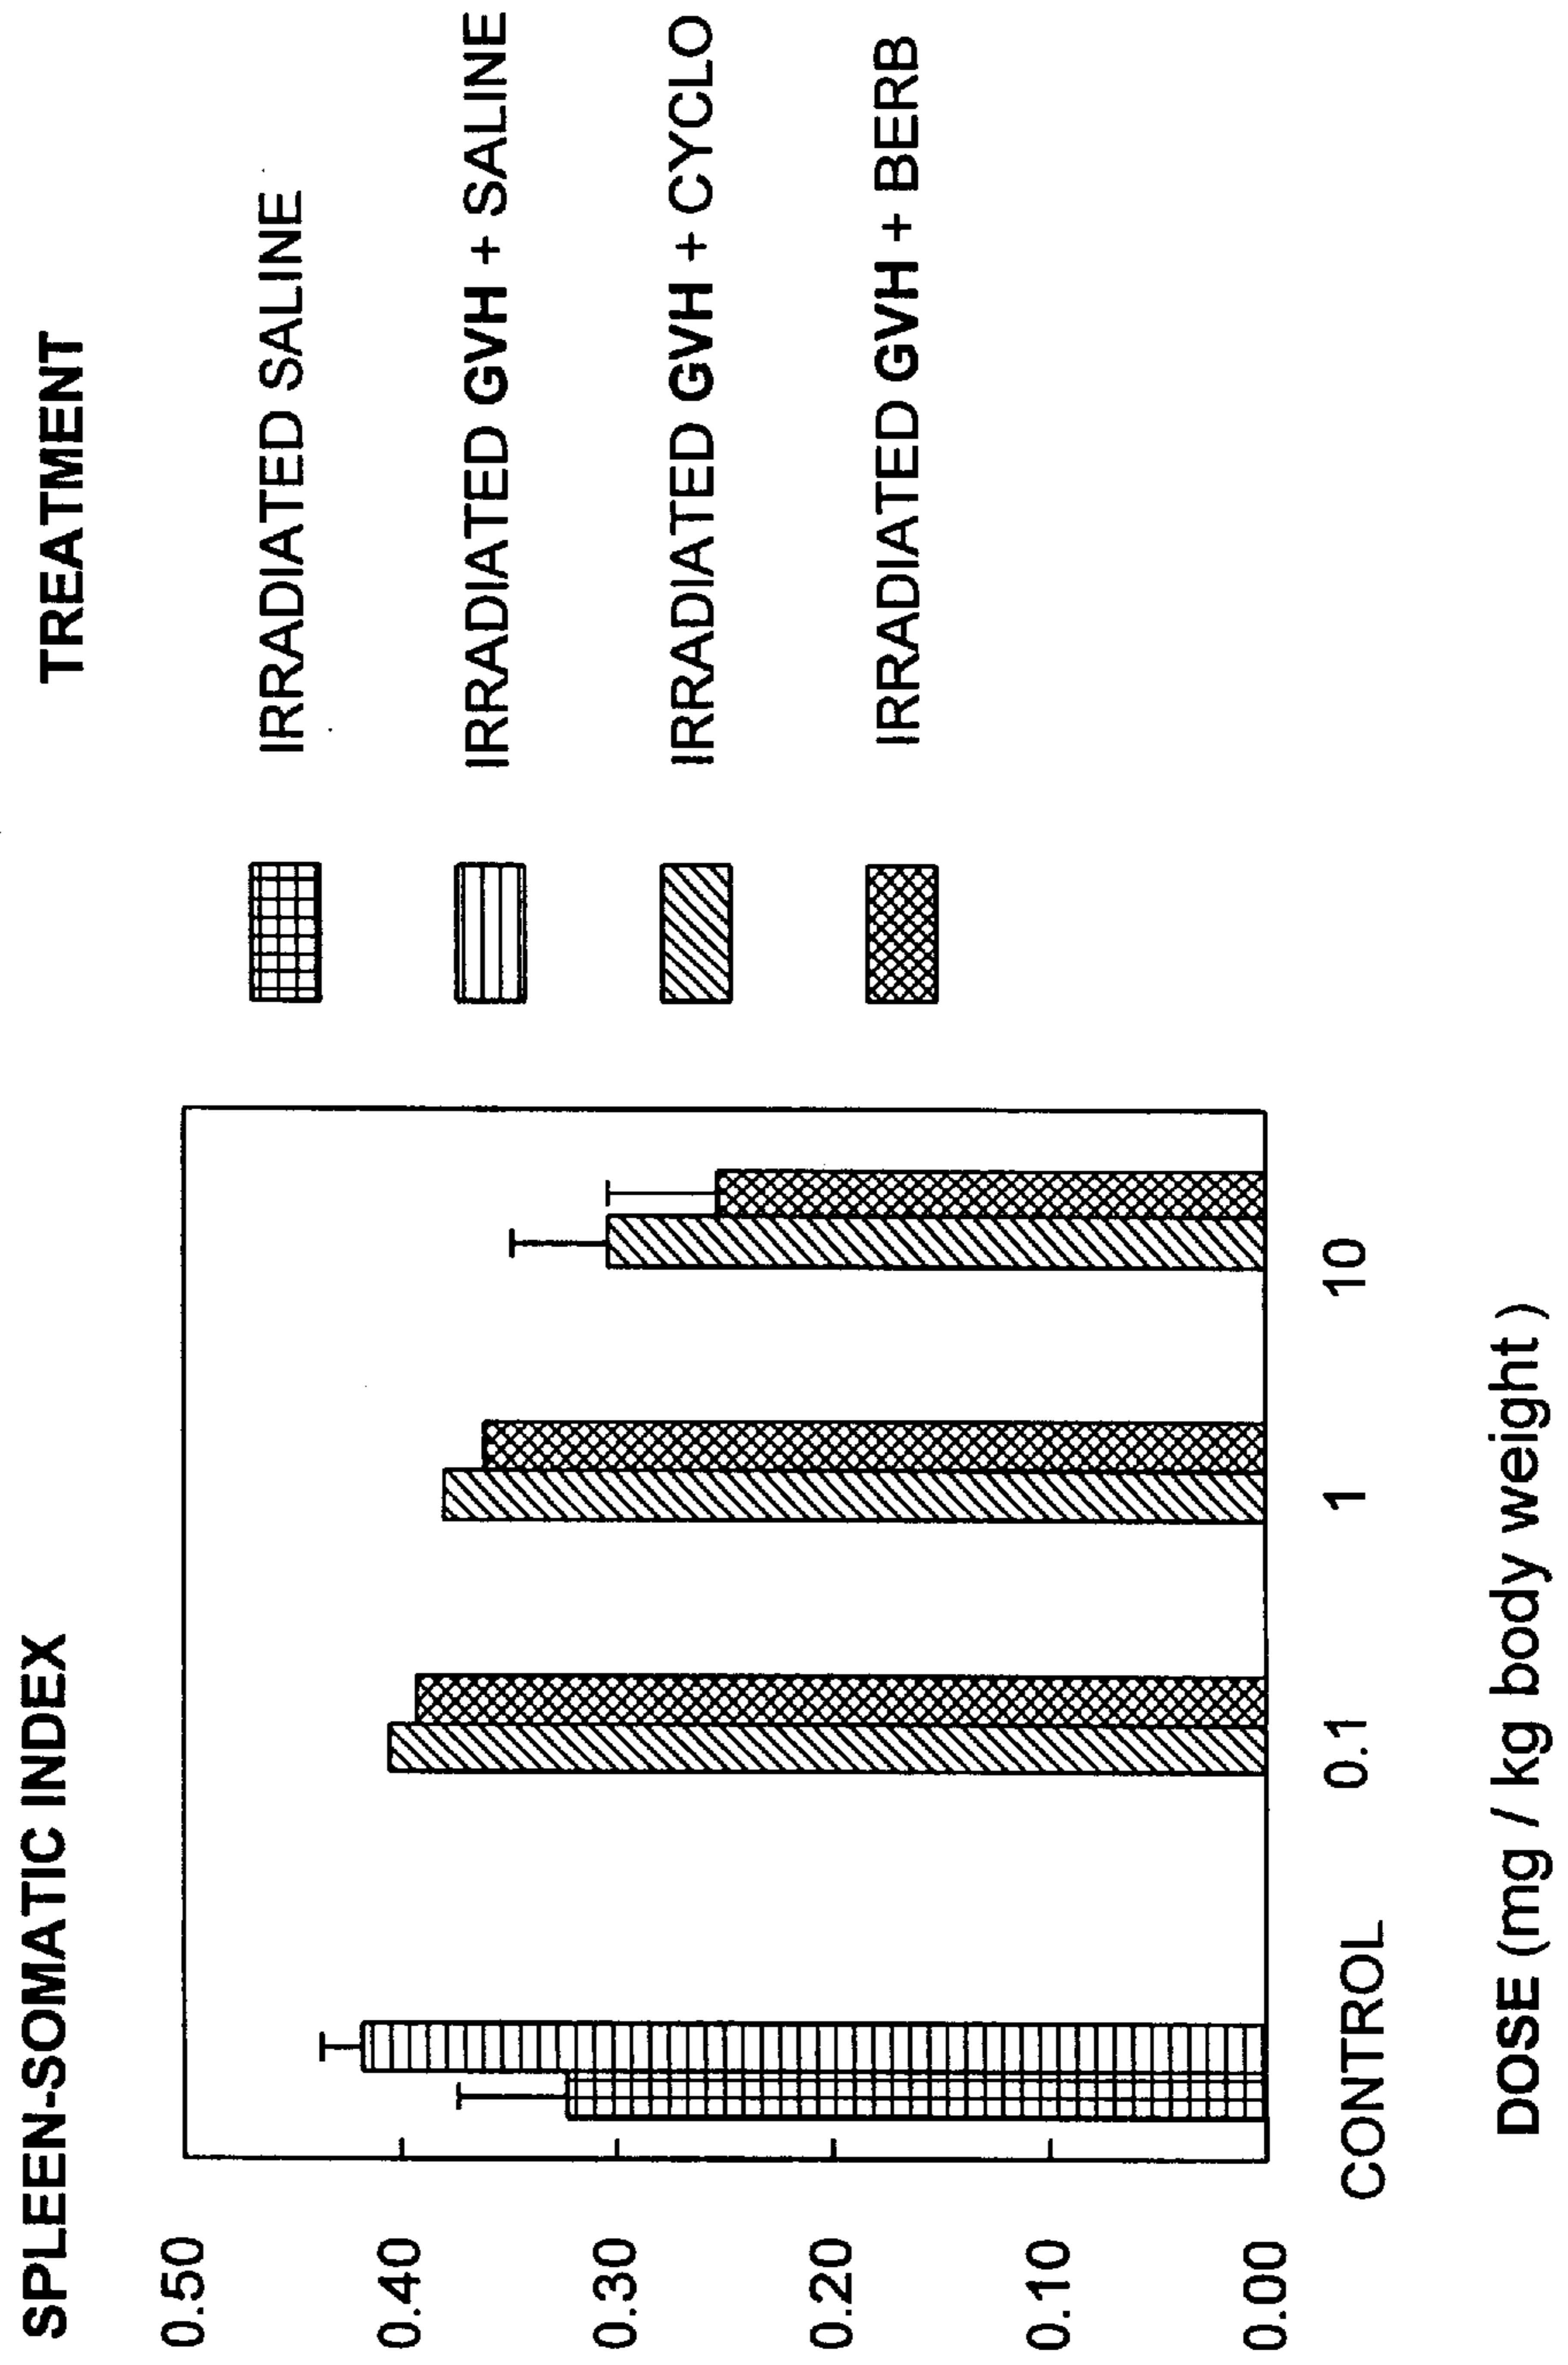 SPLEEN-SOMATIC INDEX
0.50
0.40
0.30
0.20
0.10
0.00
CONTROL 0.1 1 10
DOSE (mg / kg body weight )
TREATMENT
IRRADIATED SALINE
IRRADIATED GVH + SALINE
IRRADIATED GVH + CYCLO
IRRADIATED GVH + BERB